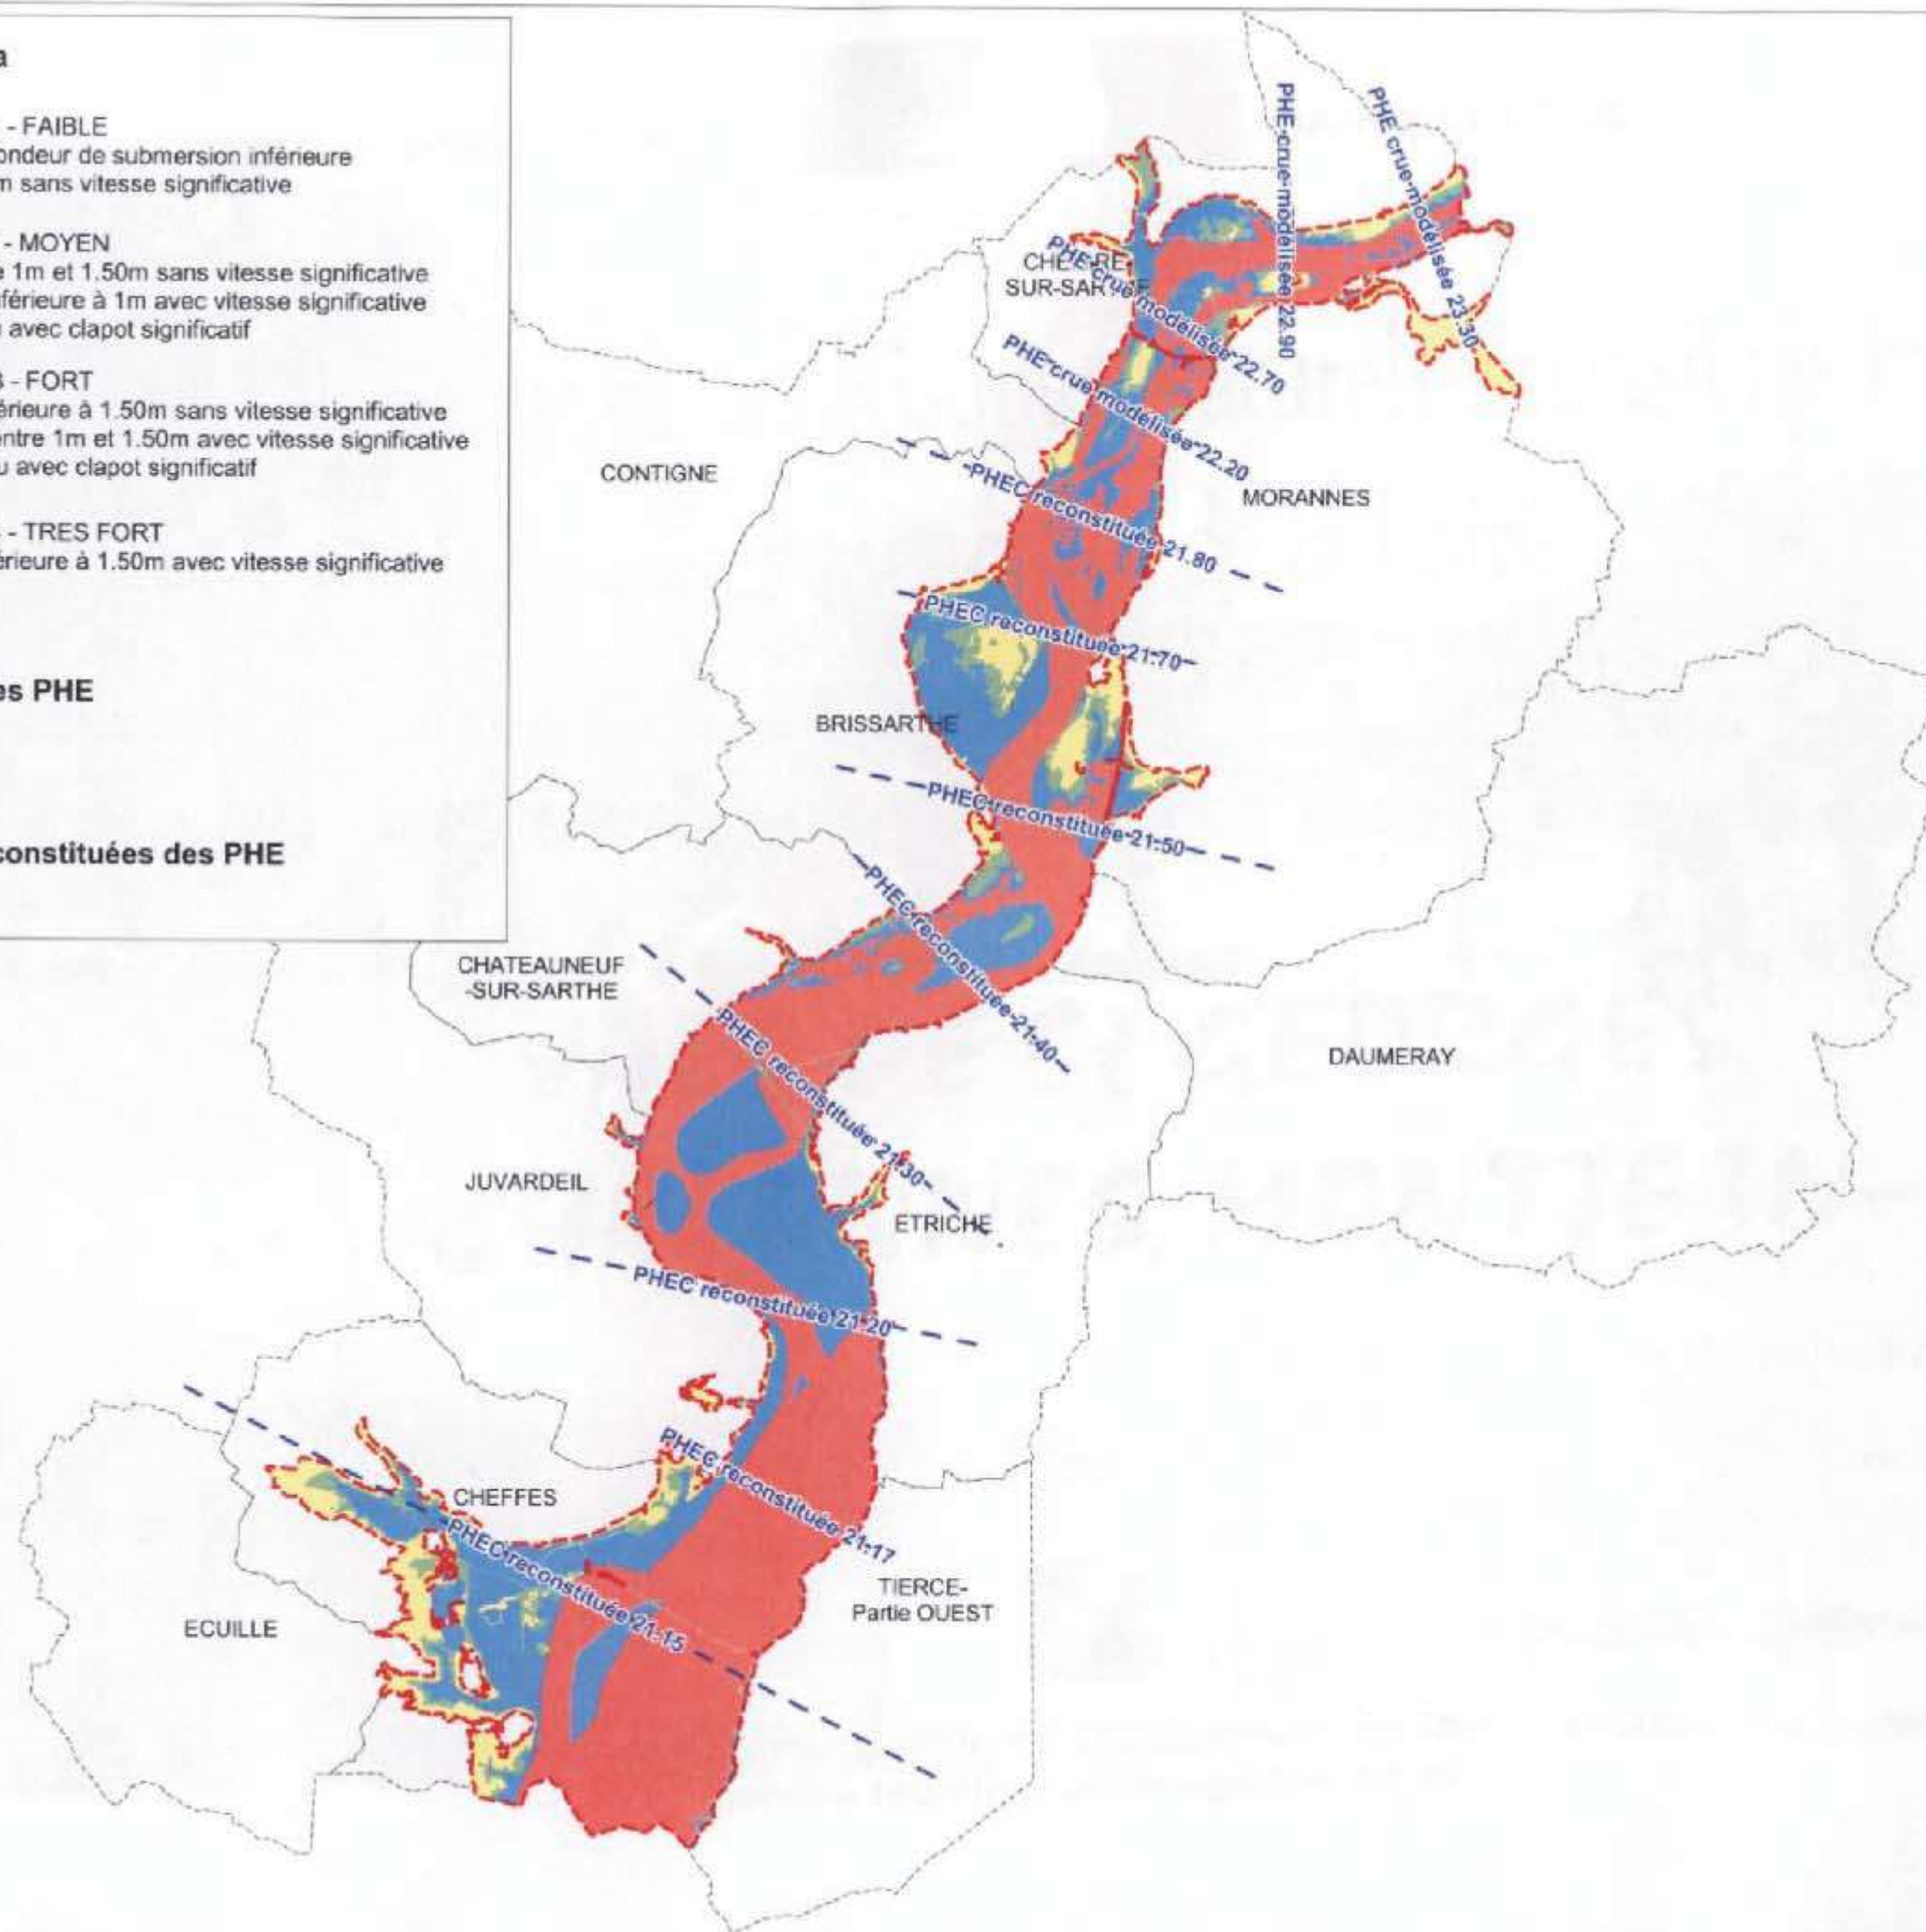 - FAIBLE
ondeur de submersion inférieure
m sans vitesse significative
- MOYEN
e 1m et 1.50m sans vitesse significative
férieure à 1m avec vitesse significative
u avec clapot significatif
- FORT
érieure à 1.50m sans vitesse significative
entre 1m et 1.50m avec vitesse significative
u avec clapot significatif
- TRES FORT
érieure à 1.50m avec vitesse significative
es PHE
constituées des PHE
PHE crue modélisée 22.90
PHE crue modélisée 23.30
SUR-SARTHE
PHE crue modélisée 22.70
PHE crue modélisée 22.20
CONTIGNE
PHEC reconstituée 21.80
MORANNES
PHEC reconstituée 21.70
BRISSARTHE
PHEC reconstituée 21.50
PHEC reconstituée 21.40
CHATEAUNEUF
-SUR-SARTHE
PHEC reconstituée 21.30
DAUMERAY
JUVARDEIL
ETRICHE
PHEC reconstituée 21.20
PHEC reconstituée 21.17
CHEFFES
PHEC reconstituée 21.15
TIERCE-
Partie OUEST
ECUILLE